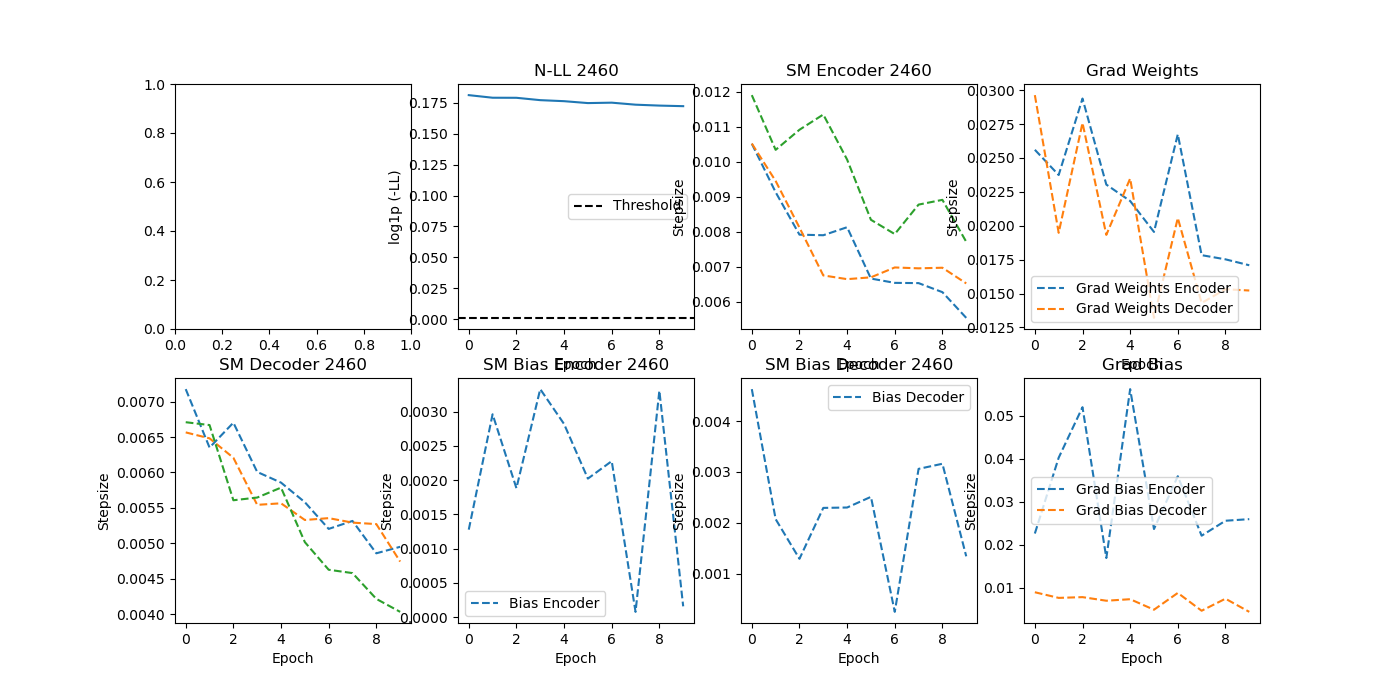 N-LL 2460
SM Encoder 2460
Grad Weights
1.0
0.8
0.6
0.4
0.2
0.0
0.0 0.2 0.4 0.6 0.8 1.0
log1p (-LL)
0.175
0.150
0.125
0.100
0.075
0.050
0.025
0.000
Threshold
0 2 4 6 8
Epoch
Stepsize
0.012
0.011
0.010
0.009
0.008
0.007
0.006
0 2 4 6 8
Epoch
Stepsize
0.0300
0.0275
0.0250
0.0225
0.0200
0.0175
0.0150
0.0125
Grad Weights Encoder
Grad Weights Decoder
0 2 4 6 8
Epoch
SM Decoder 2460
SM Bias Encoder 2460
SM Bias Decoder 2460
Grad Bias
Stepsize
0.0070
0.0065
0.0060
0.0055
0.0050
0.0045
0.0040
0 2 4 6 8
Epoch
Stepsize
0.0030
0.0025
0.0020
0.0015
0.0010
0.0005
0.0000
Bias Encoder
0 2 4 6 8
Epoch
Stepsize
0.004
0.003
0.002
0.001
Bias Decoder
0 2 4 6 8
Epoch
Stepsize
0.05
0.04
0.03
0.02
0.01
Grad Bias Encoder
Grad Bias Decoder
0 2 4 6 8
Epoch